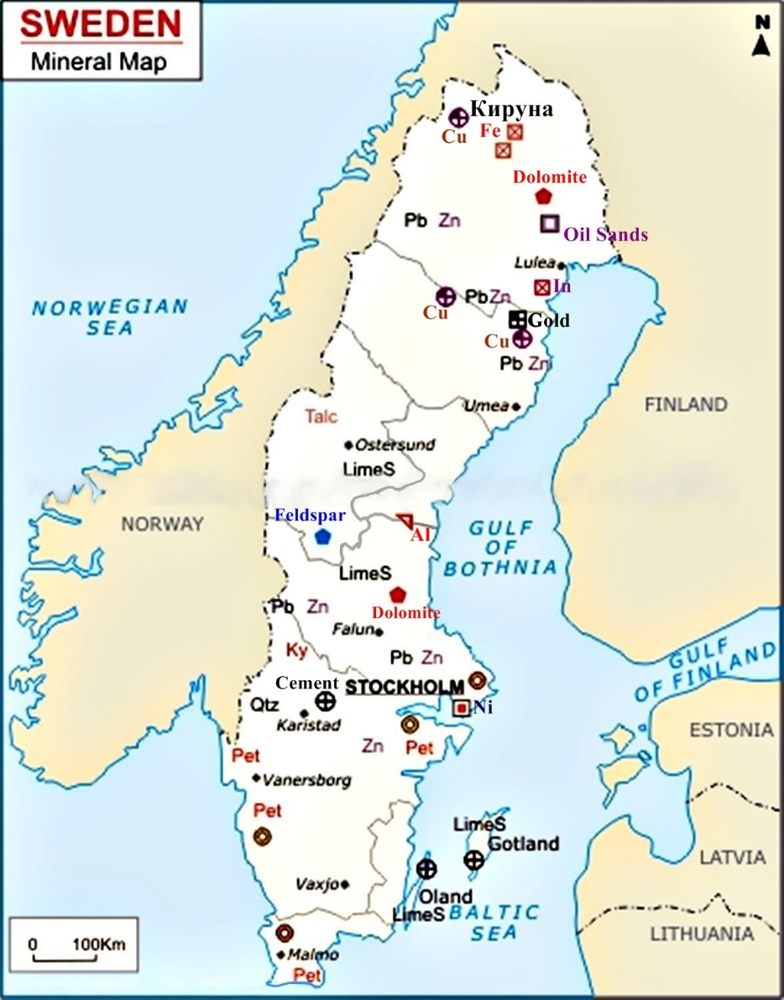 SWEDEN
Mineral Map
N
Кируна
Cu
Fe
Dolomite
Pb Zn
Oil Sands
Lulea
In
Pb Zn
Cu
NORWEGIAN
SEA
Gold
Cu
Pb Zn
Umea
FINLAND
Talc
Ostersund
LimeS
Feldspar
NORWAY
Al
GULF
OF
BOTHNIA
LimeS
Pb Zn
Dolomite
Falun
Ky
Pb Zn
GULF
OF FINLAND
Cement
STOCKHOLM
Qtz
Ni
Karistad
ESTONIA
Zn
Pet
Pet
Vanersborg
Pet
LimeS
Gotland
LATVIA
Vaxjo
Oland
LimeS
BALTIC
SEA
LITHUANIA
0 100Km
Malmo
Pet